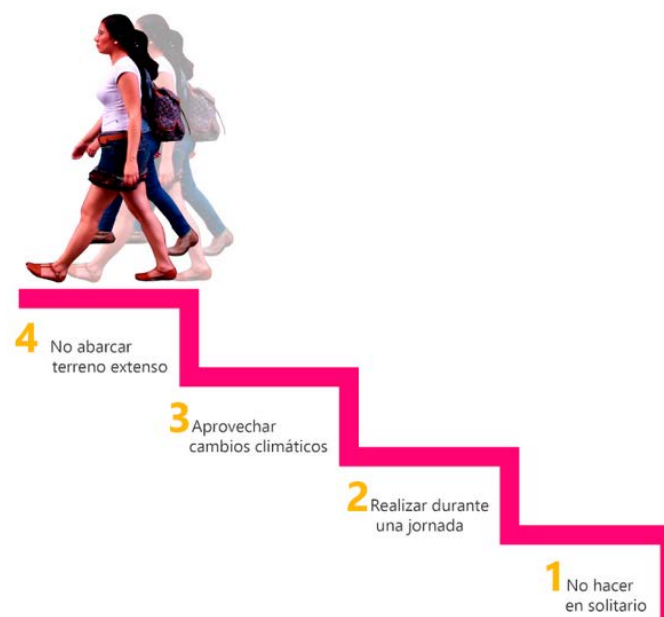 4 No abarcar
terreno extenso
3 Aprovechar
cambios climáticos
2 Realizar durante
una jornada
1 No hacer
en solitario